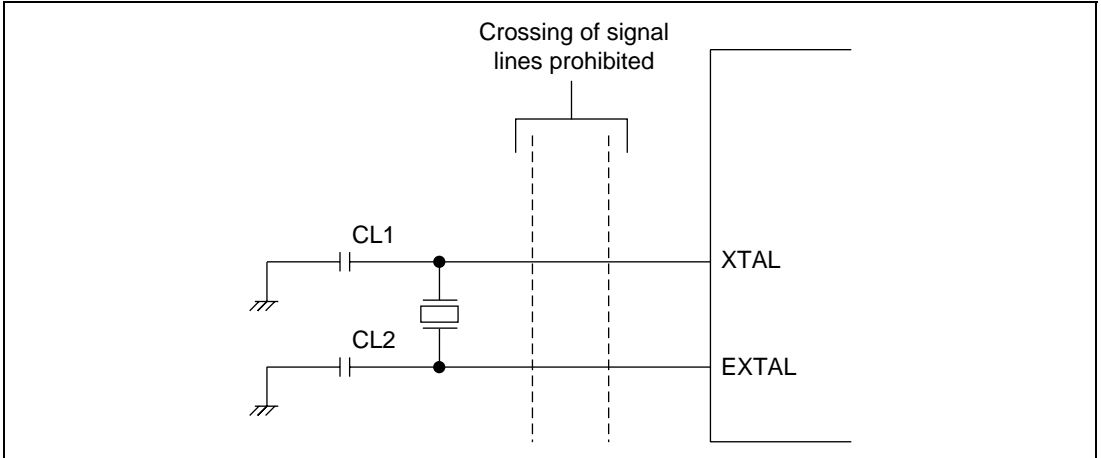 Crossing of signal
lines prohibited
CL1
XTAL
CL2
EXTAL